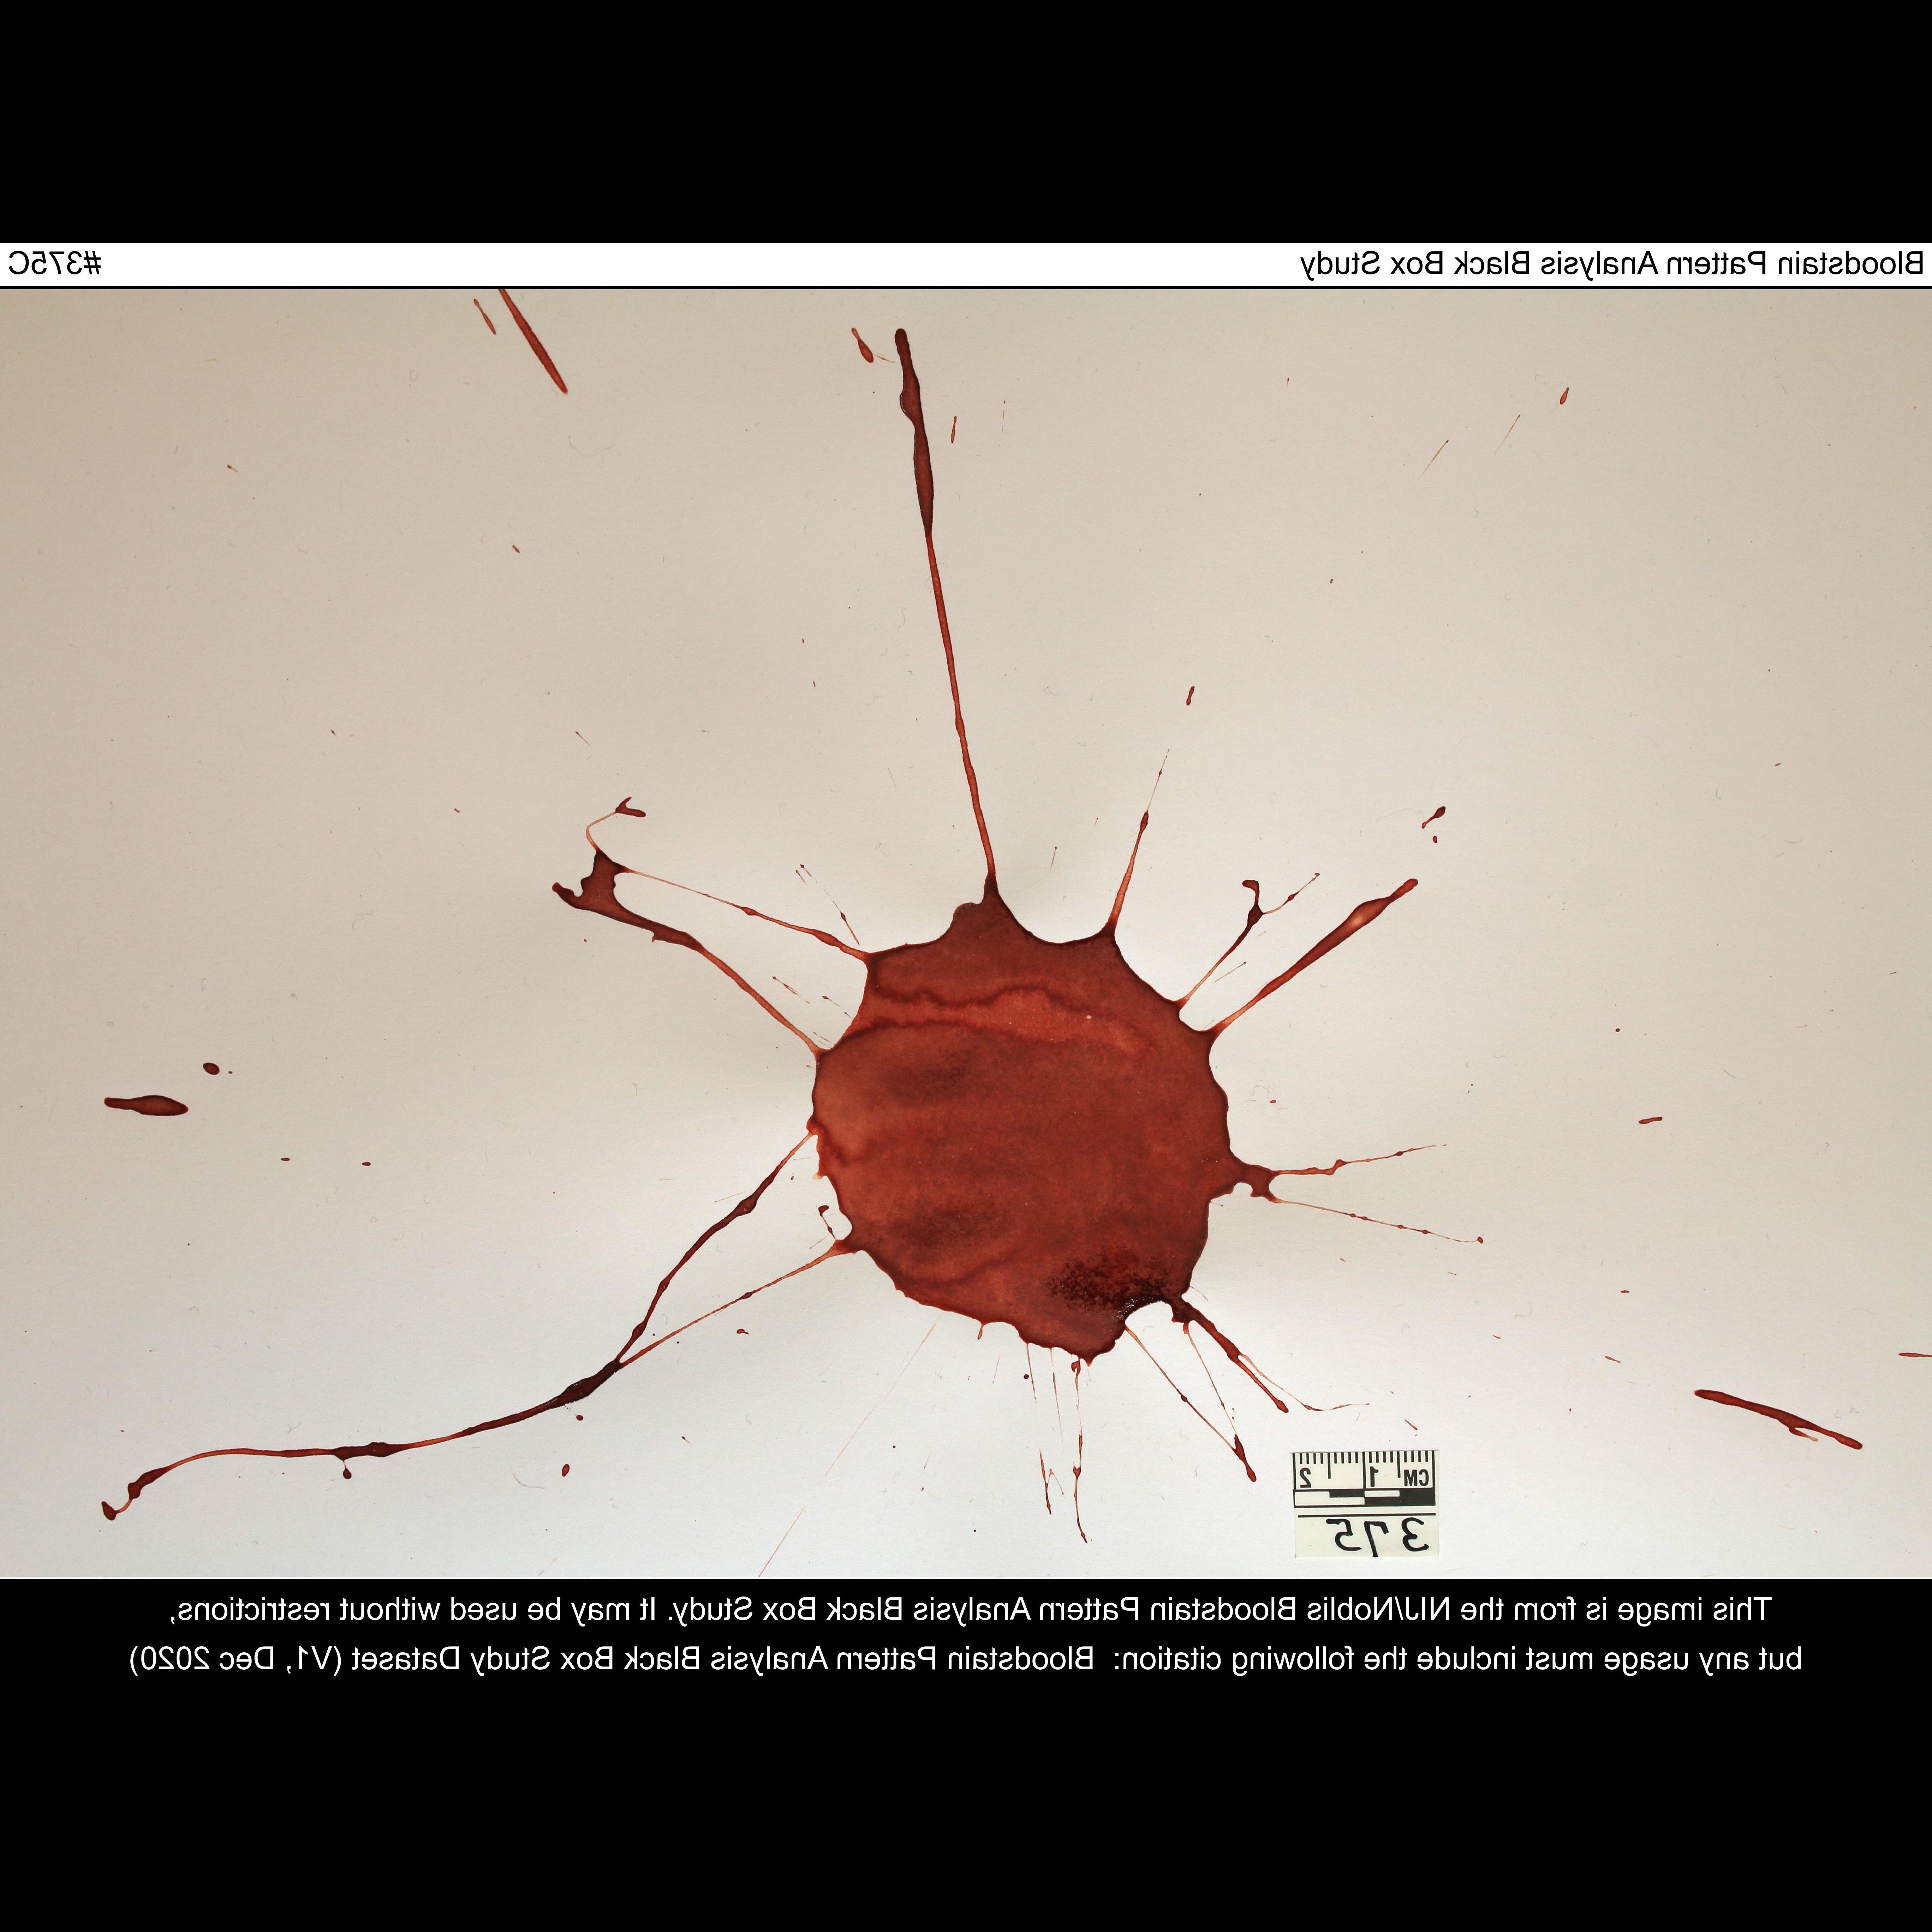 Bloodstain Pattern Analysis Black Box Study #375C
CM 1 2
375
This image is from the NIJ/Noblis Bloodstain Pattern Analysis Black Box Study. It may be used without restrictions,
but any usage must include the following citation: Bloodstain Pattern Analysis Black Box Study Dataset (V1, Dec 2020)